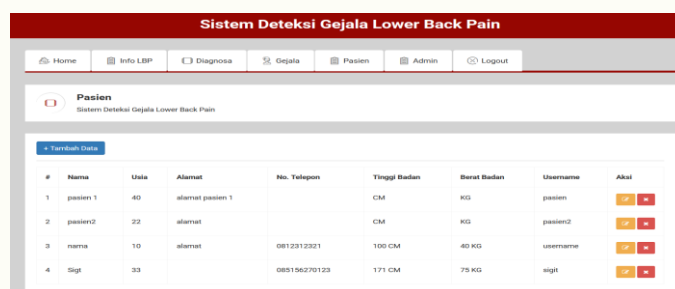 Sistem Deteksi Gejala Lower Back Pain
Home Info LBP Diagnosa Gejala Pasien Admin Logout
Pasien
Sistem Deteksi Gejala Lower Back Pain
+ Tambah Data
# Nama Usia Alamat No. Telepon Tinggi Badan Berat Badan Username Aksi
1 pasien 1 40 alamat pasien 1 CM KG pasien
2 pasien2 22 alamat CM KG pasien2
3 nama 10 alamat 0812312321 100 CM 40 KG username
4 Sigt 33 085156270123 171 CM 75 KG sigit